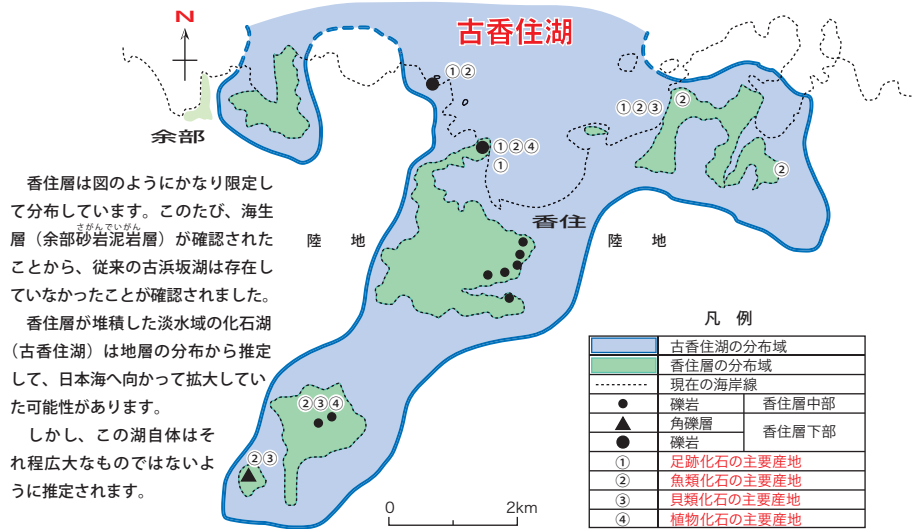 N
古香住湖
①②
①②③
②
①②④
①
②
余部
香住
陸　地
陸　地
　香住層は図のようにかなり限定し
て分布しています。このたび、海生
層（余部砂岩泥岩層）が確認された
さがんでいがん
ことから、従来の古浜坂湖は存在し
ていなかったことが確認されました。
　香住層が堆積した淡水域の化石湖
（古香住湖）は地層の分布から推定
して、日本海へ向かって拡大してい
た可能性があります。
　しかし、この湖自体はそ
れ程広大なものではないよ
うに推定されます。
②③④
②③
0　2km
凡　例
古香住湖の分布域
香住層の分布域
現在の海岸線
礫岩　香住層中部
角礫層　香住層下部
礫岩
①　足跡化石の主要産地
②　魚類化石の主要産地
③　貝類化石の主要産地
④　植物化石の主要産地